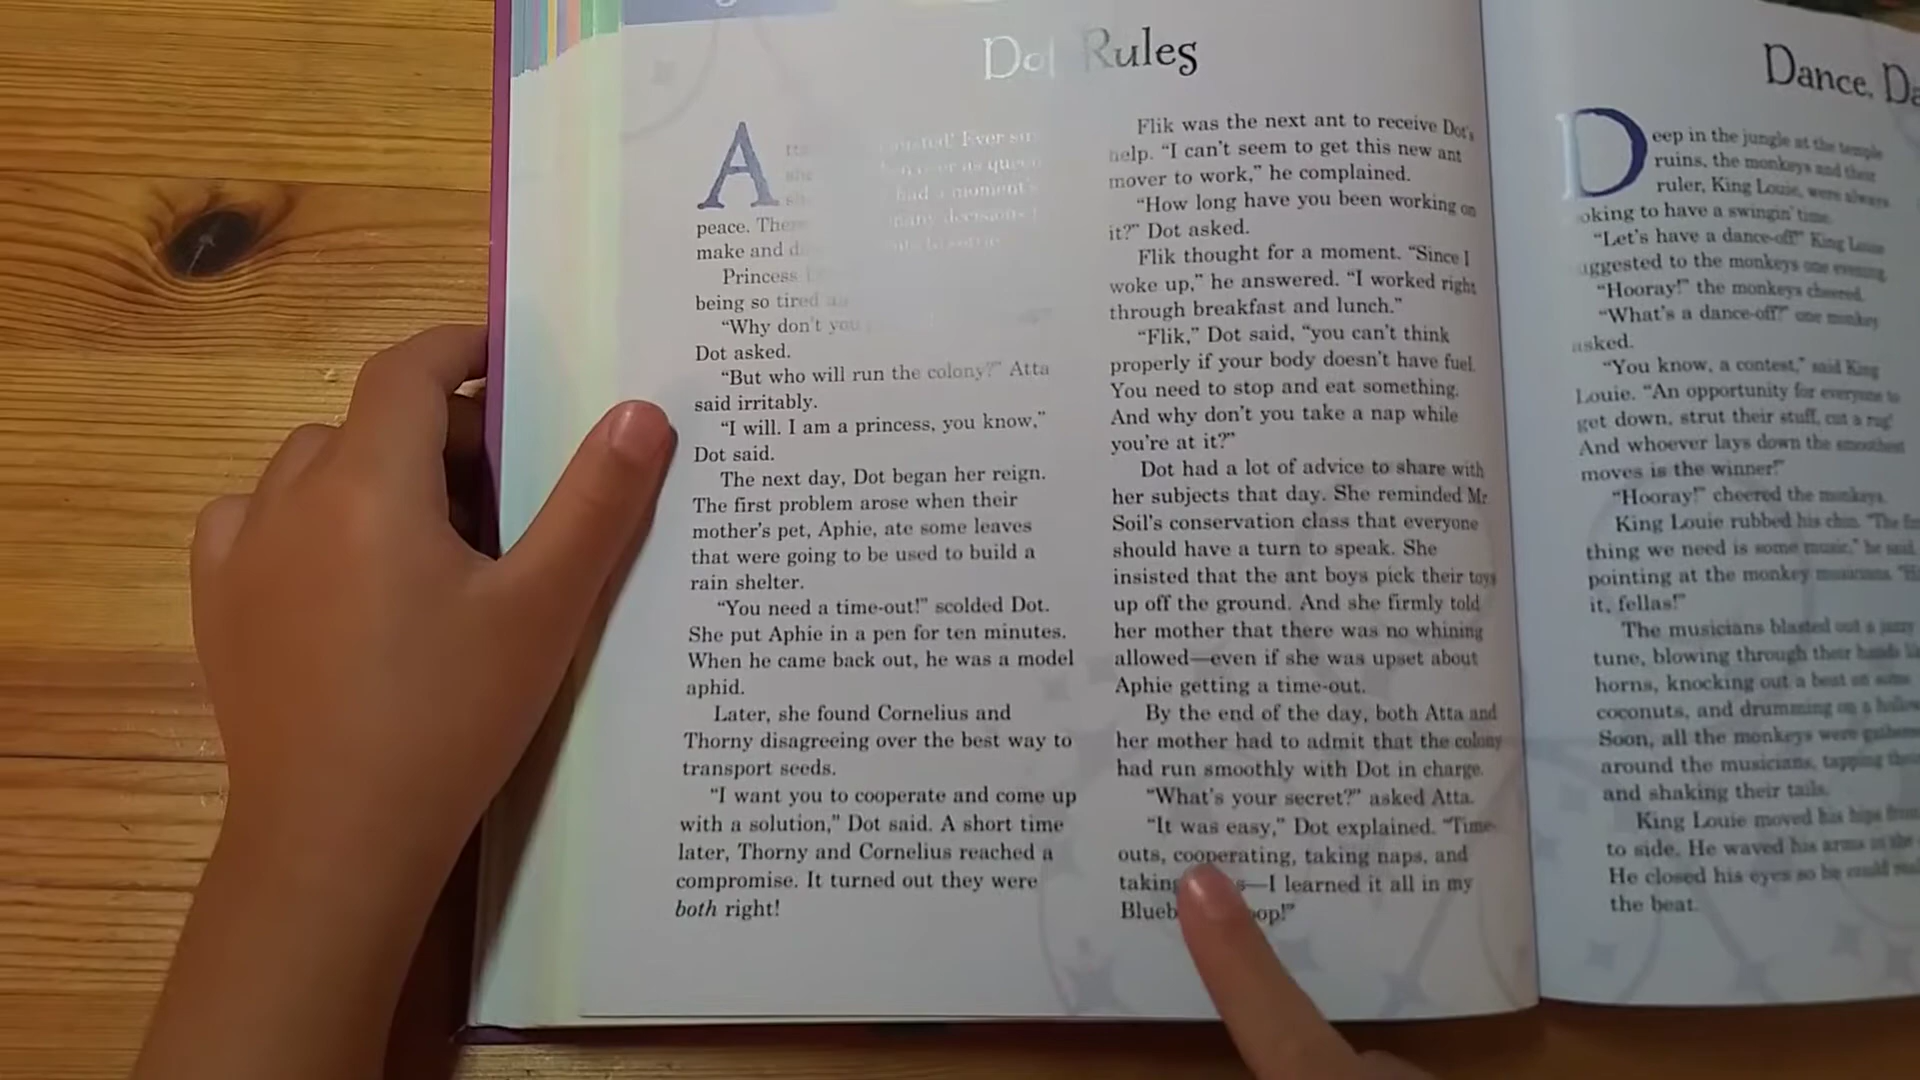 Dot Rules
A
peace.
make and
Princess
being so tired
“Why don't you
Dot asked.
“But who will run the colony?” Atta
said irritably.
“I will. I am a princess, you know,”
Dot said.
The next day, Dot began her reign.
The first problem arose when their
mother's pet, Aphie, ate some leaves
that were going to be used to build a
rain shelter.
“You need a time-out!” scolded Dot.
She put Aphie in a pen for ten minutes.
When he came back out, he was a model
aphid.
Later, she found Cornelius and
Thorny disagreeing over the best way to
transport seeds.
“I want you to cooperate and come up
with a solution,” Dot said. A short time
later, Thorny and Cornelius reached a
compromise. It turned out they were
both right!
Flik was the next ant to receive Dot's
help. “I can't seem to get this new ant
mover to work,” he complained.
“How long have you been working on
it?” Dot asked.
Flik thought for a moment. “Since I
woke up,” he answered. “I worked right
through breakfast and lunch.”
“Flik,” Dot said, “you can't think
properly if your body doesn't have fuel.
You need to stop and eat something.
And why don't you take a nap while
you're at it?”
Dot had a lot of advice to share with
her subjects that day. She reminded Mr.
Soil's conservation class that everyone
should have a turn to speak. She
insisted that the ant boys pick their toys
up off the ground. And she firmly told
her mother that there was no whining
allowed—even if she was upset about
Aphie getting a time-out.
By the end of the day, both Atta and
her mother had to admit that the colony
had run smoothly with Dot in charge.
“What's your secret?” asked Atta.
“It was easy,” Dot explained. “Time-
outs, cooperating, taking naps, and
taking —I learned it all in my
Dance,
Deep in the jungle at the temple
ruins, the monkeys and their
ruler, King Louie, were always
oking to have a swingin' time.
“Let's have a dance-off!” King Louie
uggested to the monkeys one evening.
“Hooray!” the monkeys cheered.
“What's a dance-off?” one monkey
asked.
“You know, a contest,” said King
Louie. “An opportunity for everyone to
get down, strut their stuff, cut a rug!
And whoever lays down the smoothest
moves is the winner!”
“Hooray!” cheered the monkeys.
King Louie rubbed his chin. “The
thing we need is some music,” he said,
pointing at the monkey musicians.
it, fellas!”
The musicians blasted out a jazzy
tune, blowing through their hands
horns, knocking out a beat on some
coconuts, and drumming on a
Soon, all the monkeys were
around the musicians, tapping their
and shaking their tails.
King Louie moved his hips from
to side. He waved his arms in the
He closed his eyes so he could
the beat.